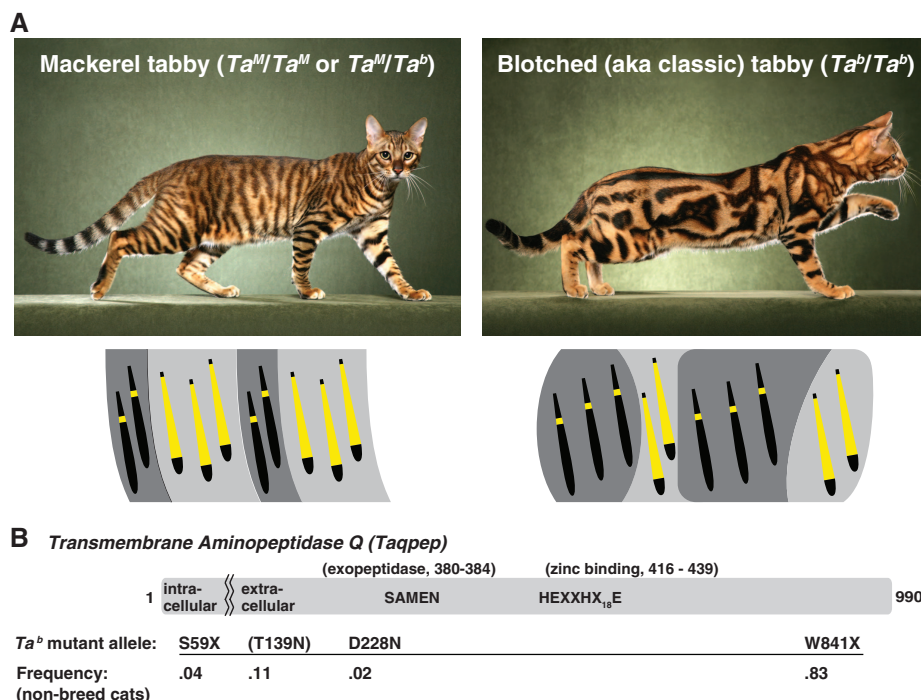 A
Mackerel tabby (Ta^M/Ta^M or Ta^M/Ta^b)
Blotched (aka classic) tabby (Ta^b/Ta^b)
B Transmembrane Aminopeptidase Q (Taqpep)
(exopeptidase, 380-384) (zinc binding, 416 - 439)
1 intra- extra- SAMEN HEXXHX₁₈E 990
cellular cellular
Ta^b mutant allele: S59X (T139N) D228N W841X
Frequency: .04 .11 .02 .83
(non-breed cats)